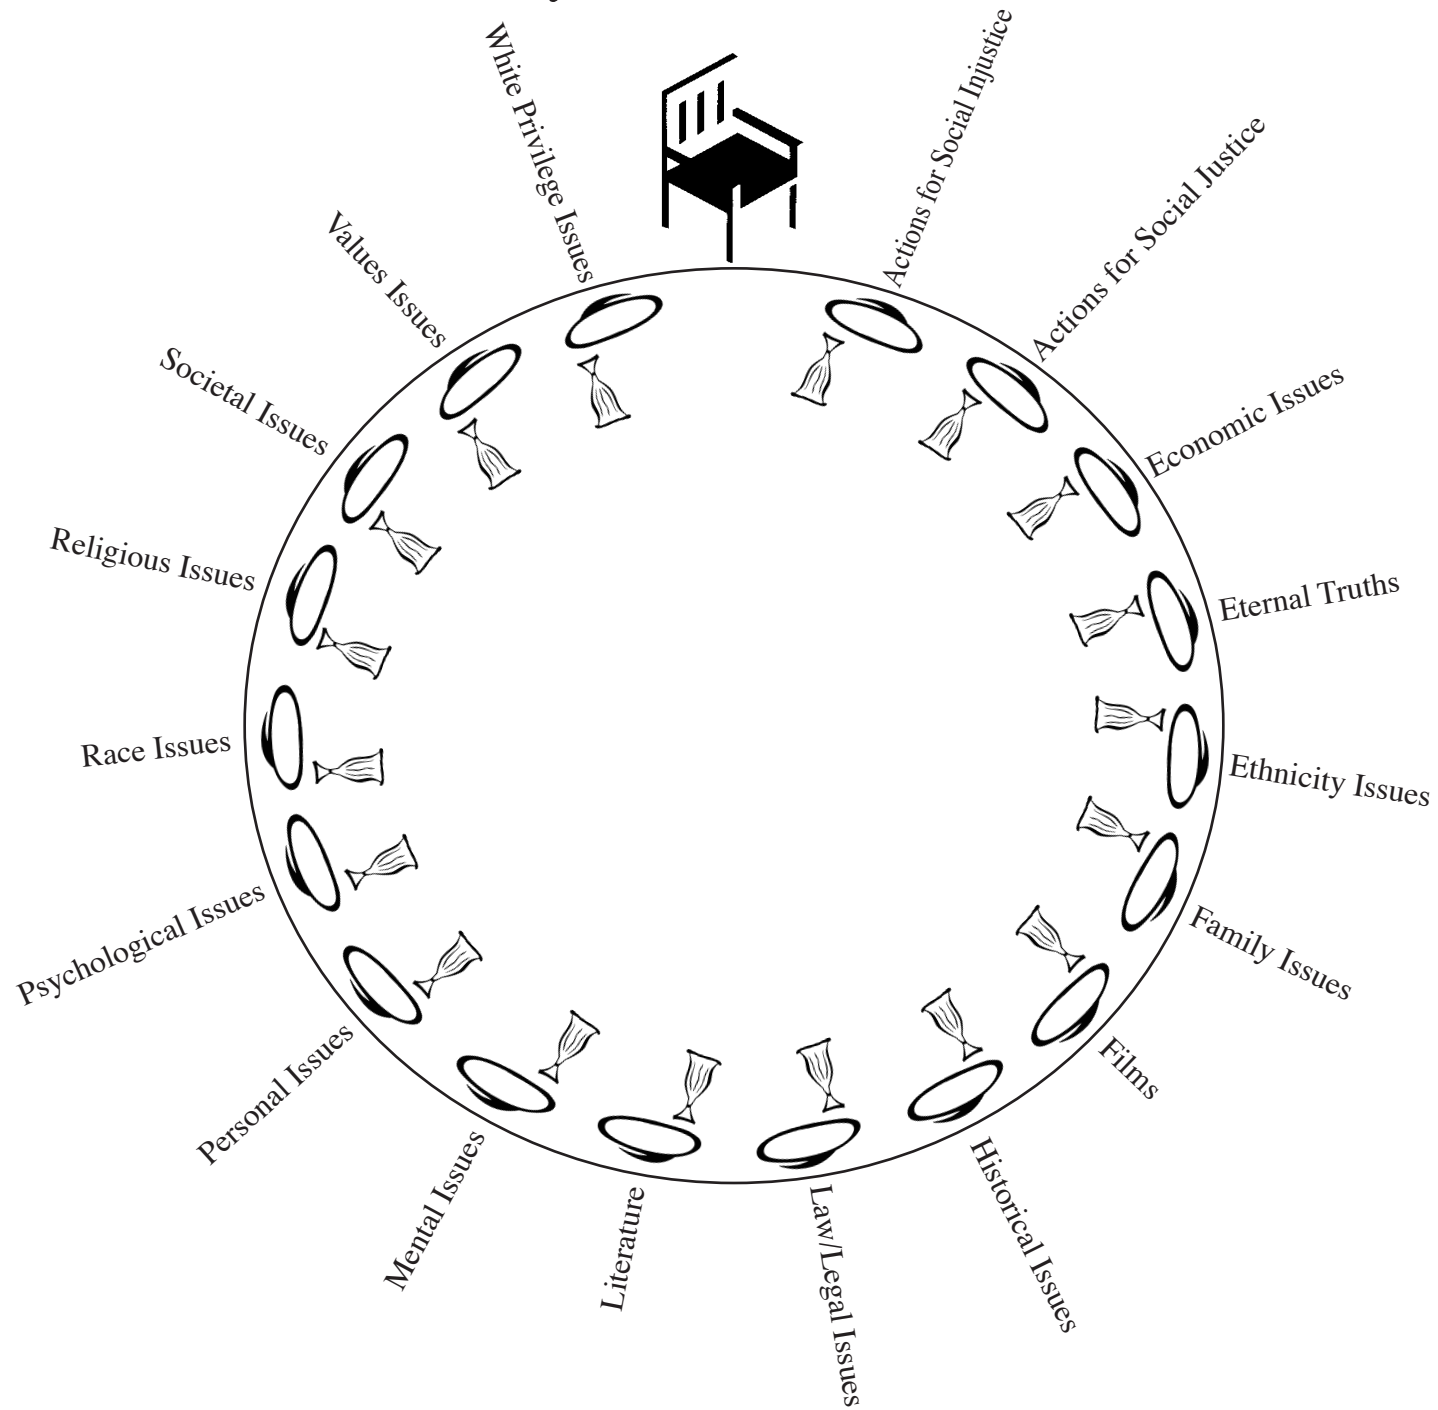 Actions for Social Injustice
Actions for Social Justice
Economic Issues
Eternal Truths
Ethnicity Issues
Family Issues
Films
Historical Issues
Law/Legal Issues
Literature
Mental Issues
Personal Issues
Psychological Issues
Race Issues
Religious Issues
Societal Issues
Values Issues
White Privilege Issues